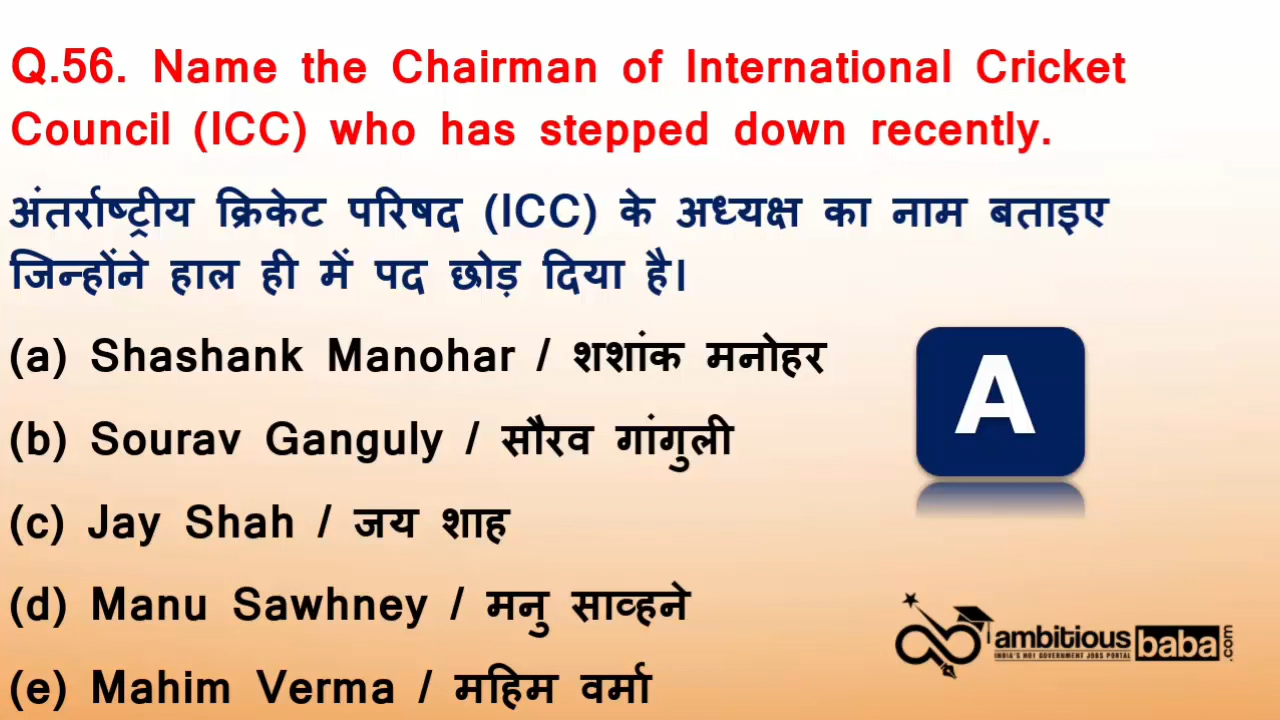 Q.56. Name the Chairman of International Cricket
Council (ICC) who has stepped down recently.
अंतर्राष्ट्रीय क्रिकेट परिषद (ICC) के अध्यक्ष का नाम बताइए
जिन्होंने हाल ही में पद छोड़ दिया है।
(a) Shashank Manohar / शशांक मनोहर
(b) Sourav Ganguly / सौरव गांगुली
(c) Jay Shah / जय शाह
(d) Manu Sawhney / मनु साव्हने
(e) Mahim Verma / महिम वर्मा
A
ambitiousbaba.com
INDIA'S NO1 GOVERNMENT JOBS PORTAL